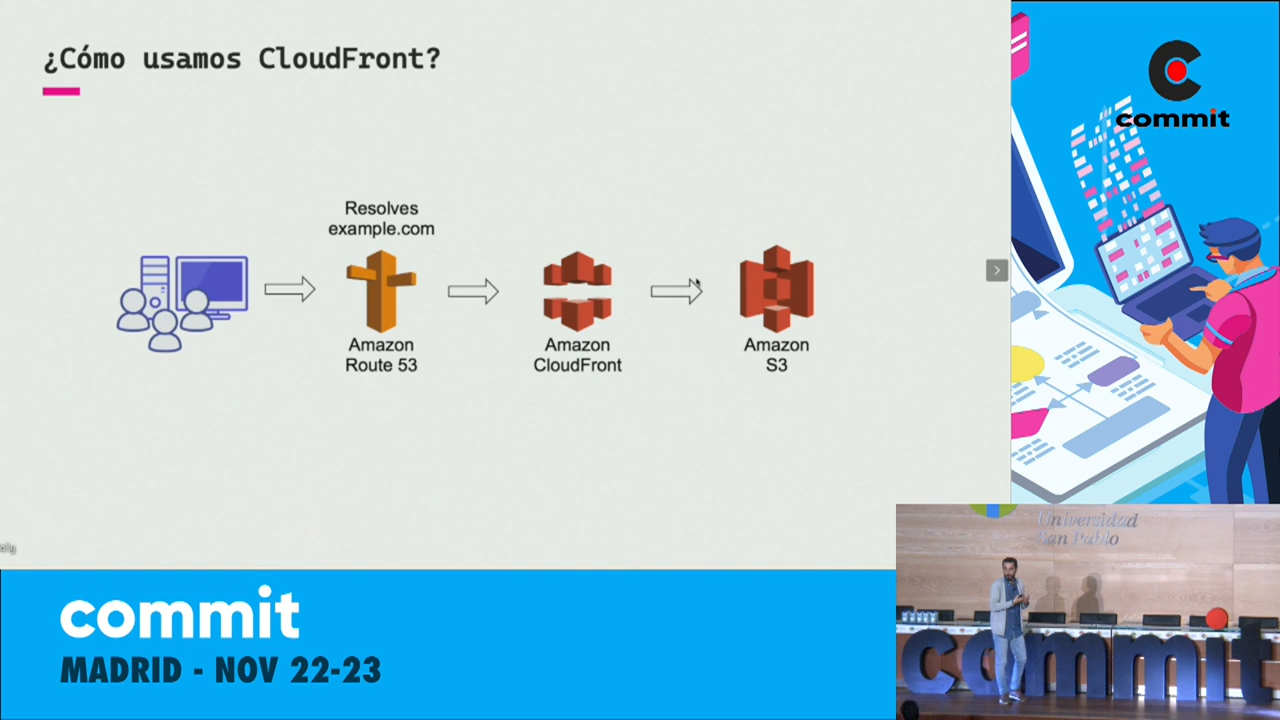 ¿Cómo usamos CloudFront?
commit
Resolves
example.com
Amazon
Route 53
Amazon
CloudFront
Amazon
S3
Universidad
San Pablo
commit
MADRID - NOV 22-23
commit